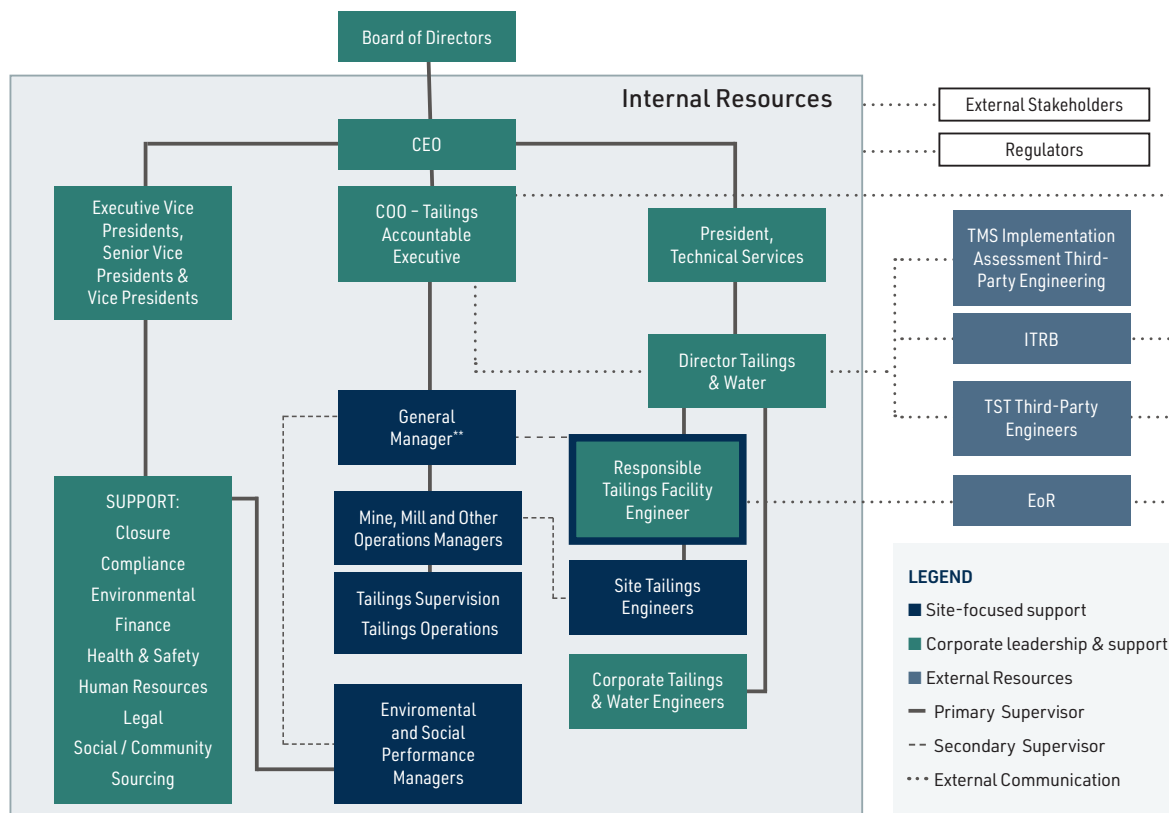 Board of Directors
Internal Resources
CEO
External Stakeholders
Regulators
Executive Vice
Presidents,
Senior Vice
Presidents &
Vice Presidents
COO – Tailings
Accountable
Executive
President,
Technical Services
TMS Implementation
Assessment Third-
Party Engineering
ITRB
Director Tailings
& Water
TST Third-Party
Engineers
General
Manager**
Responsible
Tailings Facility
Engineer
EoR
SUPPORT:
Closure
Compliance
Environmental
Finance
Health & Safety
Human Resources
Legal
Social / Community
Sourcing
Mine, Mill and Other
Operations Managers
Tailings Supervision
Tailings Operations
Site Tailings
Engineers
Corporate Tailings
& Water Engineers
Enviromental
and Social
Performance
Managers
LEGEND
Site-focused support
Corporate leadership & support
External Resources
Primary Supervisor
Secondary Supervisor
External Communication